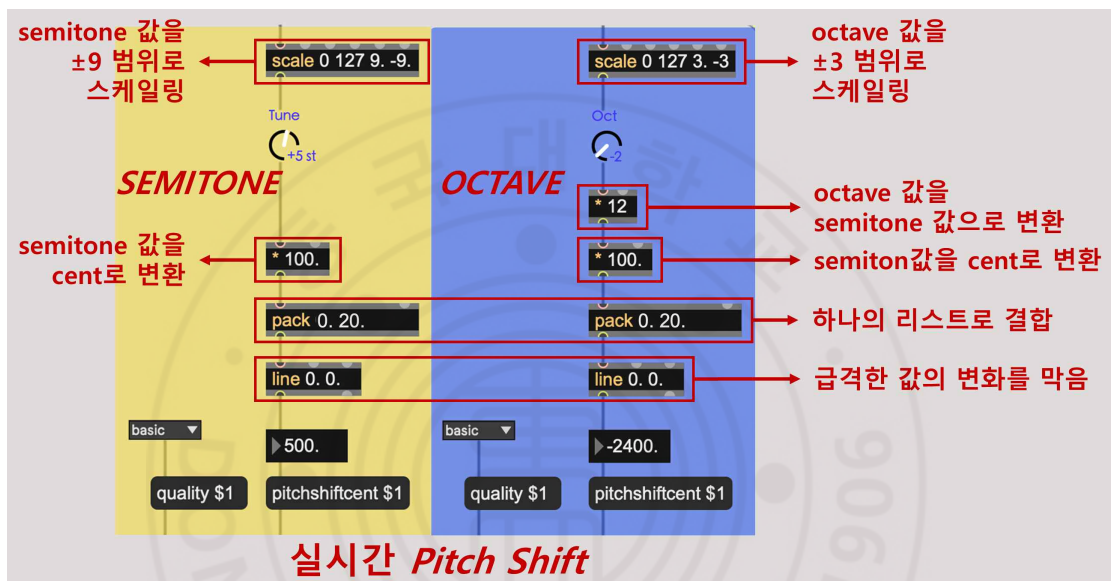 semitone 값을
±9 범위로
스케일링
scale 0 127 9. -9.
scale 0 127 3. -3
octave 값을
±3 범위로
스케일링
Tune
+5 st
Oct
-2
SEMITONE
OCTAVE
* 12
octave 값을
semitone 값으로 변환
semitone 값을
cent로 변환
* 100.
* 100.
semiton값을 cent로 변환
pack 0. 20.
pack 0. 20.
하나의 리스트로 결합
line 0. 0.
line 0. 0.
급격한 값의 변화를 막음
basic
500.
basic
-2400.
quality $1
pitchshiftcent $1
quality $1
pitchshiftcent $1
실시간 Pitch Shift
국대학교
DON
1906